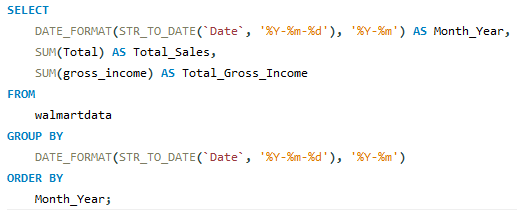 SELECT
DATE_FORMAT(STR_TO_DATE(`Date`, '%Y-%m-%d'), '%Y-%m') AS Month_Year,
SUM(Total) AS Total_Sales,
SUM(gross_income) AS Total_Gross_Income
FROM
walmartdata
GROUP BY
DATE_FORMAT(STR_TO_DATE(`Date`, '%Y-%m-%d'), '%Y-%m')
ORDER BY
Month_Year;